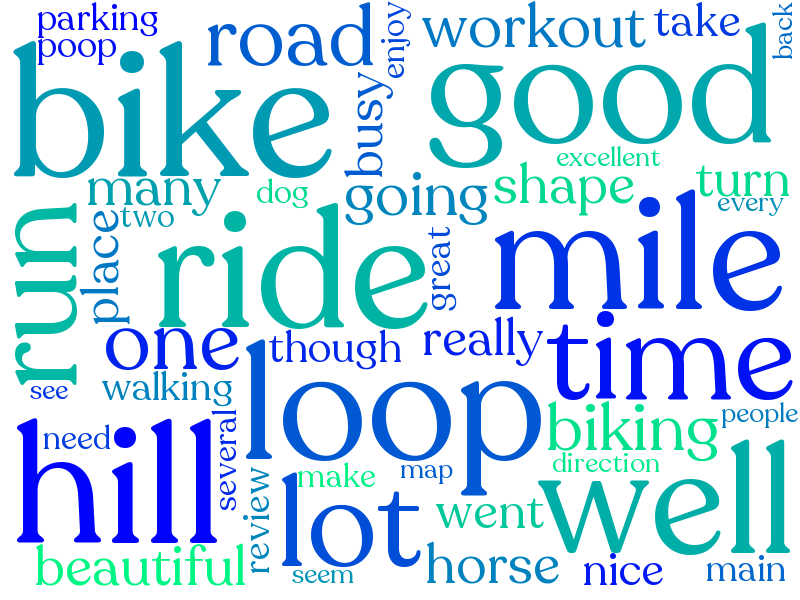 parking
poop
road
enjoy
workout
take
back
bike
busy
good
excellent
many
dog
going
shape
turn
every
two
place
run
ride
great
mile
one
though
really
time
see
walking
loop
biking
people
hill
need
several
review
make
map
direction
well
lot
went
beautiful
seem
horse
nice
main